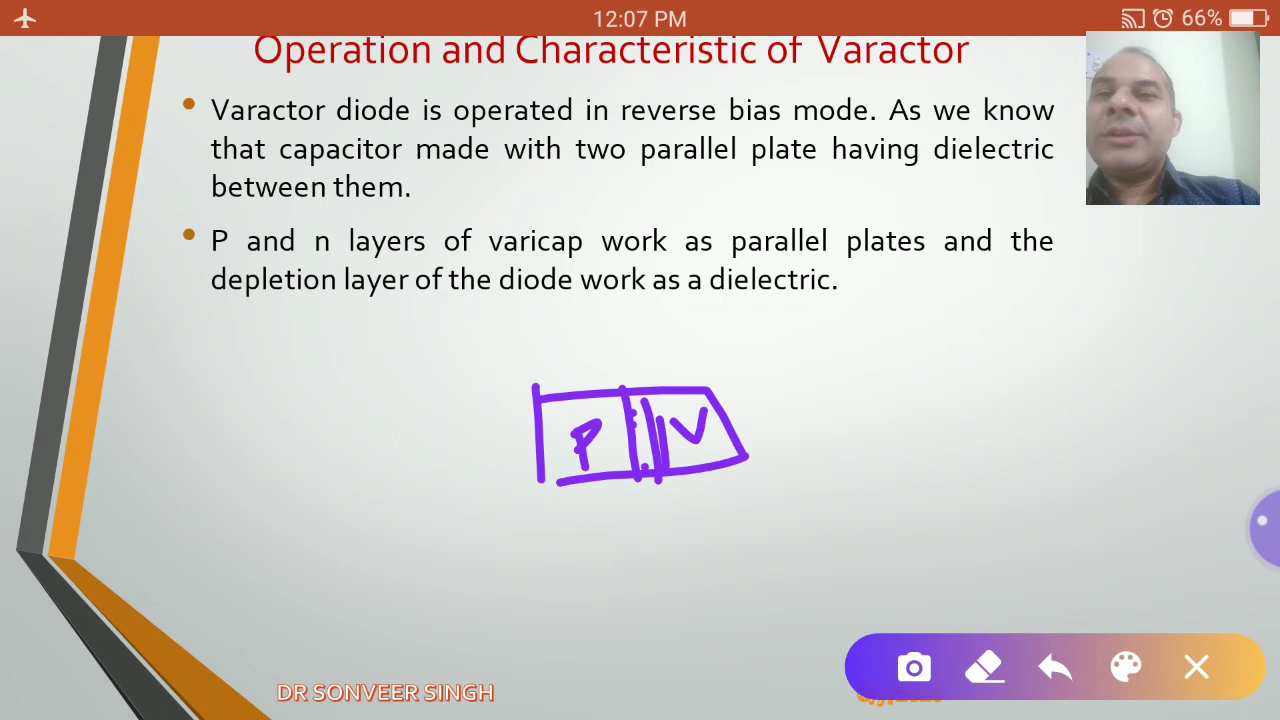 12:07 PM
66%
Operation and Characteristic of Varactor
• Varactor diode is operated in reverse bias mode. As we know
that capacitor made with two parallel plate having dielectric
between them.
• P and n layers of varicap work as parallel plates and the
depletion layer of the diode work as a dielectric.
P
DR SONVEER SINGH